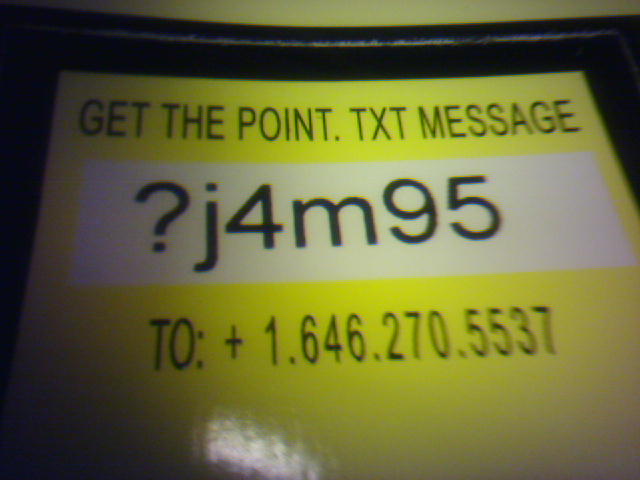 GET THE POINT. TXT MESSAGE
?j4m95
TO: + 1.646.270.5537